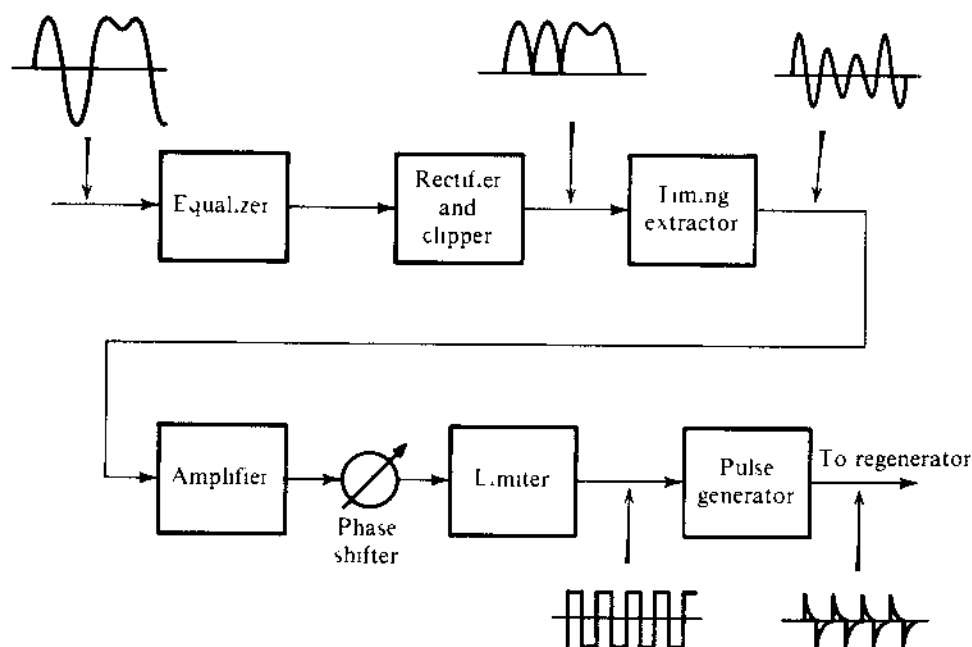 Equalizer
Rectifier
and
clipper
Timing
extractor
Amplifier
Phase
shifter
Limiter
Pulse
generator
To regenerator